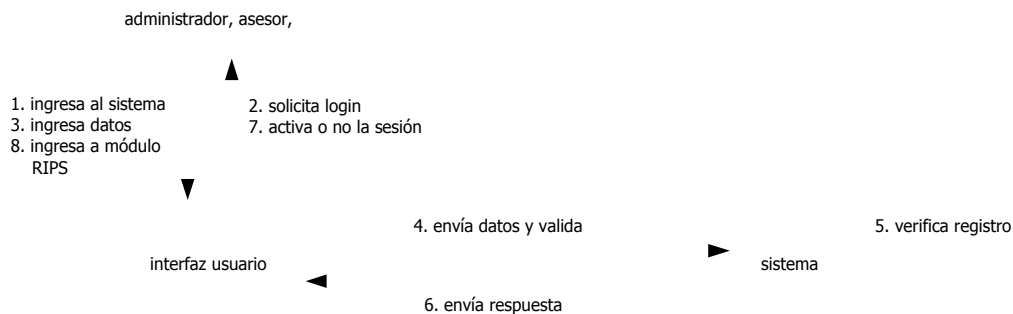 administrador, asesor,
1. ingresa al sistema
3. ingresa datos
8. ingresa a módulo
RIPS
2. solicita login
7. activa o no la sesión
4. envía datos y valida
5. verifica registro
interfaz usuario
sistema
6. envía respuesta